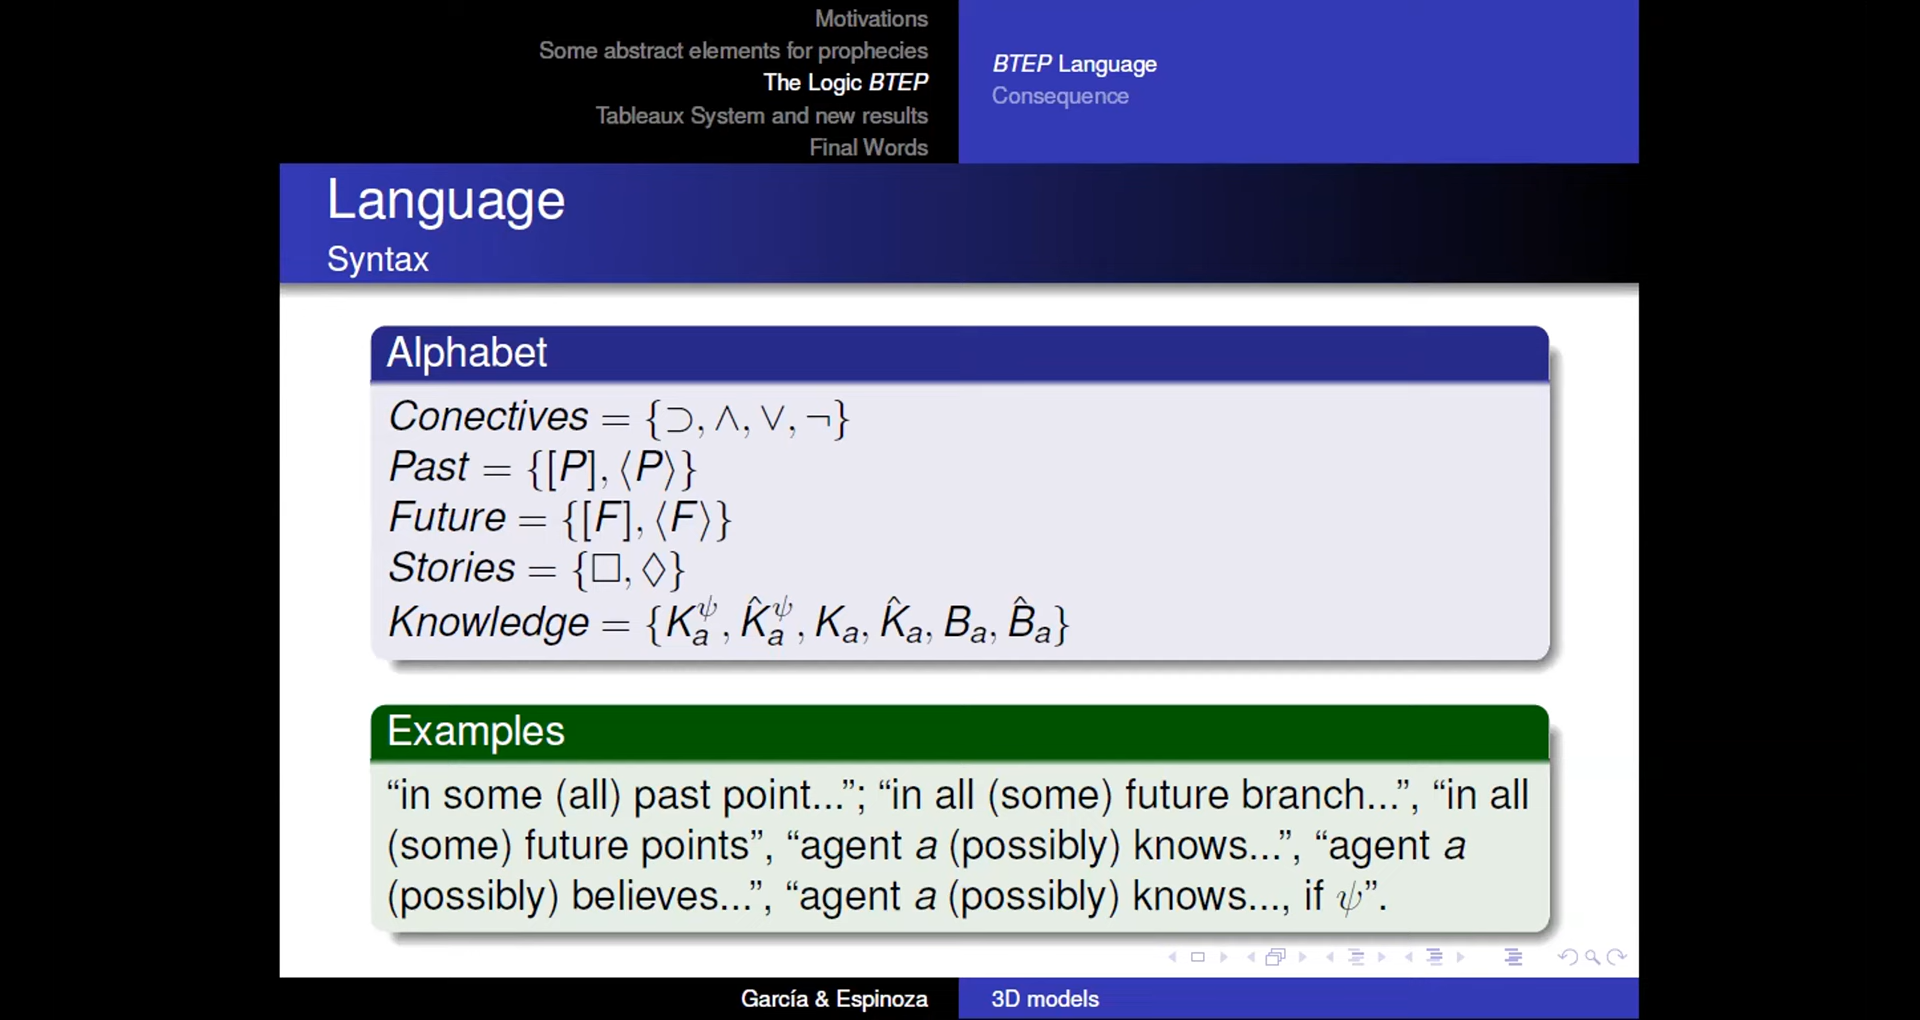 Motivations
Some abstract elements for prophecies
The Logic BTEP
Tableaux System and new results
Final Words
BTEP Language
Consequence
Language
Syntax
Alphabet
Conectives = {⊃, ∧, ∨, ¬}
Past = {[P], ⟨P⟩}
Future = {[F], ⟨F⟩}
Stories = {□, ◊}
Knowledge = {K_a^ψ, K̂_a^ψ, K_a, K̂_a, B_a, B̂_a}
Examples
“in some (all) past point...”; “in all (some) future branch...”, “in all
(some) future points”, “agent a (possibly) knows...”, “agent a
(possibly) believes...”, “agent a (possibly) knows..., if ψ”.
García & Espinoza
3D models